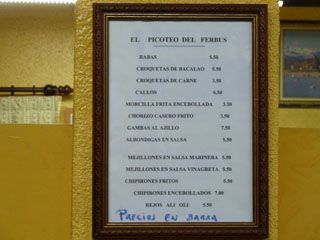 EL PICOTEO DEL FERBUS
RABAS 5.50
CROQUETAS DE BACALAO 5.50
CROQUETAS DE CARNE 3.50
CALLOS 6.50
MORCILLA FRITA ENCEBOLLADA 3.50
CHORIZO CASERO FRITO 3.50
GAMBAS AL AJILLO 7.50
ALBONDIGAS EN SALSA 5.50
MEJILLONES EN SALSA MARINERA 5.50
MEJILLONES EN SALSA VINAGRETA 5.50
CHIPIRONES FRITOS 6.50
CHIPIRONES ENCEBOLLADOS 7.00
REJOS ALI OLI 5.50
PRECIOS EN BARRA